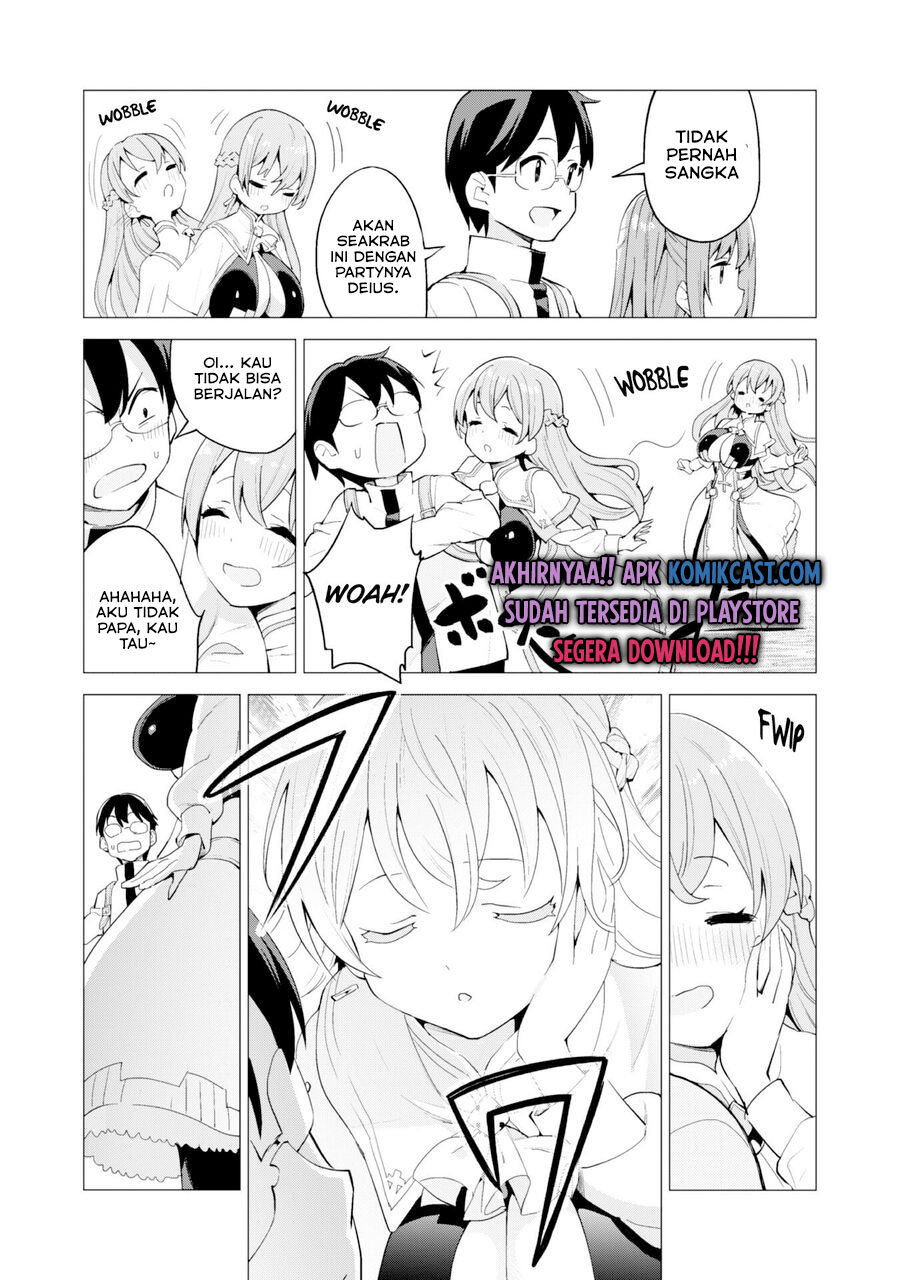 TIDAK
PERNAH
SANGKA
AKAN
SEAKRAB
INI DENGAN
PARTYNYA
DEIUS.
WOBBLE
WOBBLE
OI... KAU
TIDAK BISA
BERJALAN?
AHAHAHA,
AKU TIDAK
PAPA, KAU
TAU~
WOBBLE
WOAH!
ボ
AKHIRNYAA!! APK KOMIKCAST.COM
SUDAH TERSEDIA DI PLAYSTORE
SEGERA DOWNLOAD!!!
FWIP